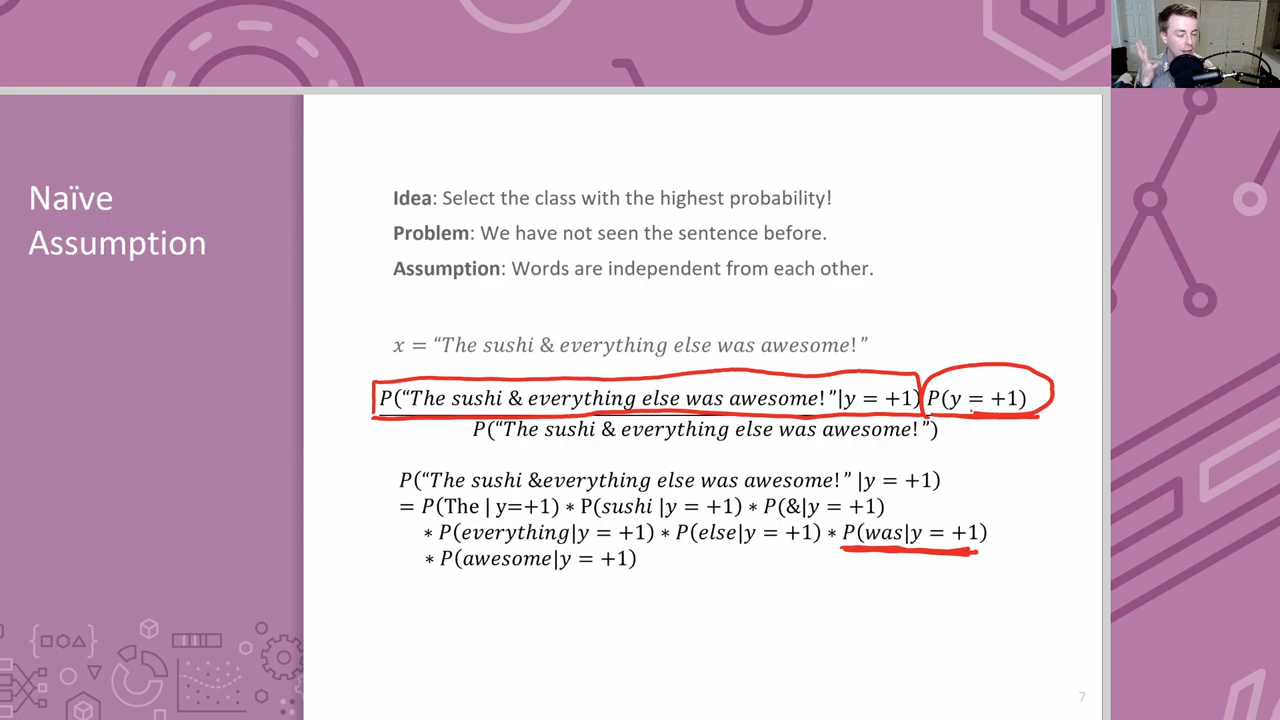 Naïve
Assumption
Idea: Select the class with the highest probability!
Problem: We have not seen the sentence before.
Assumption: Words are independent from each other.
x = “The sushi & everything else was awesome!”
P(“The sushi & everything else was awesome!”|y = +1) P(y = +1)
P(“The sushi & everything else was awesome!”)
P(“The sushi &everything else was awesome!” |y = +1)
= P(The | y=+1) ∗ P(sushi |y = +1) ∗ P(&|y = +1)
∗ P(everything|y = +1) ∗ P(else|y = +1) ∗ P(was|y = +1)
∗ P(awesome|y = +1)
7